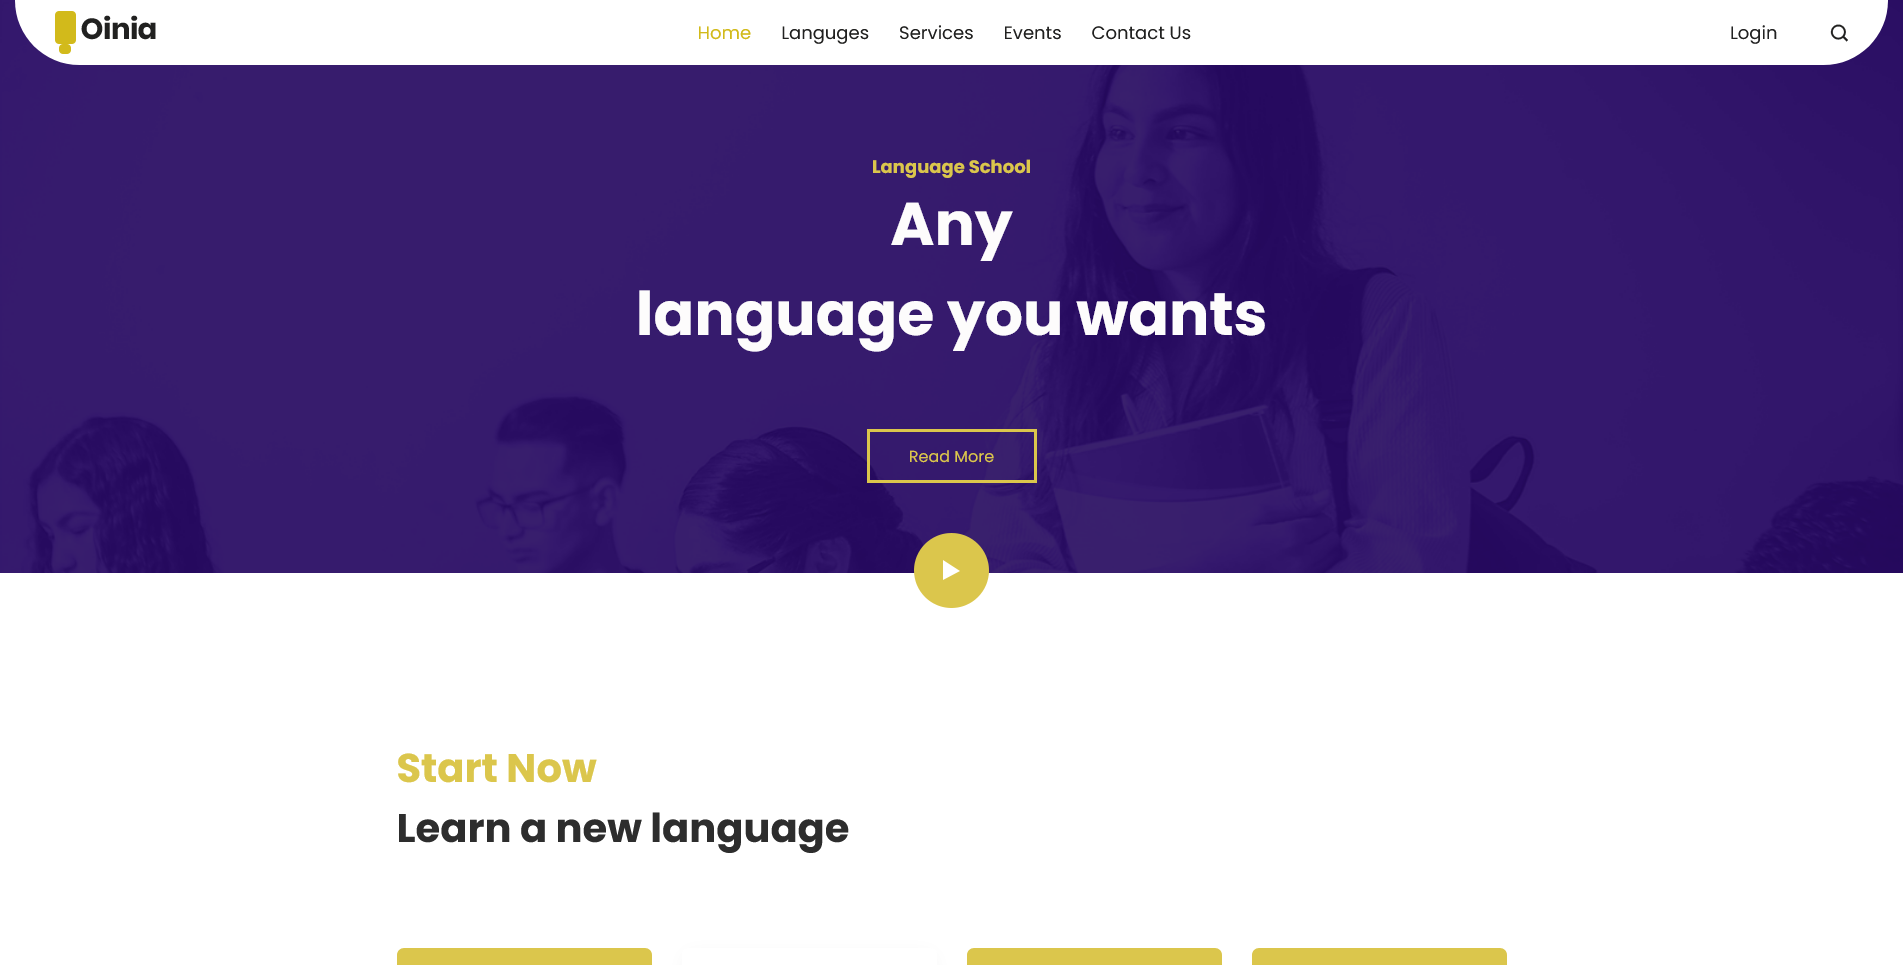 Oinia
Home Languges Services Events Contact Us
Login
Language School
Any
language you wants
Read More
Start Now
Learn a new language